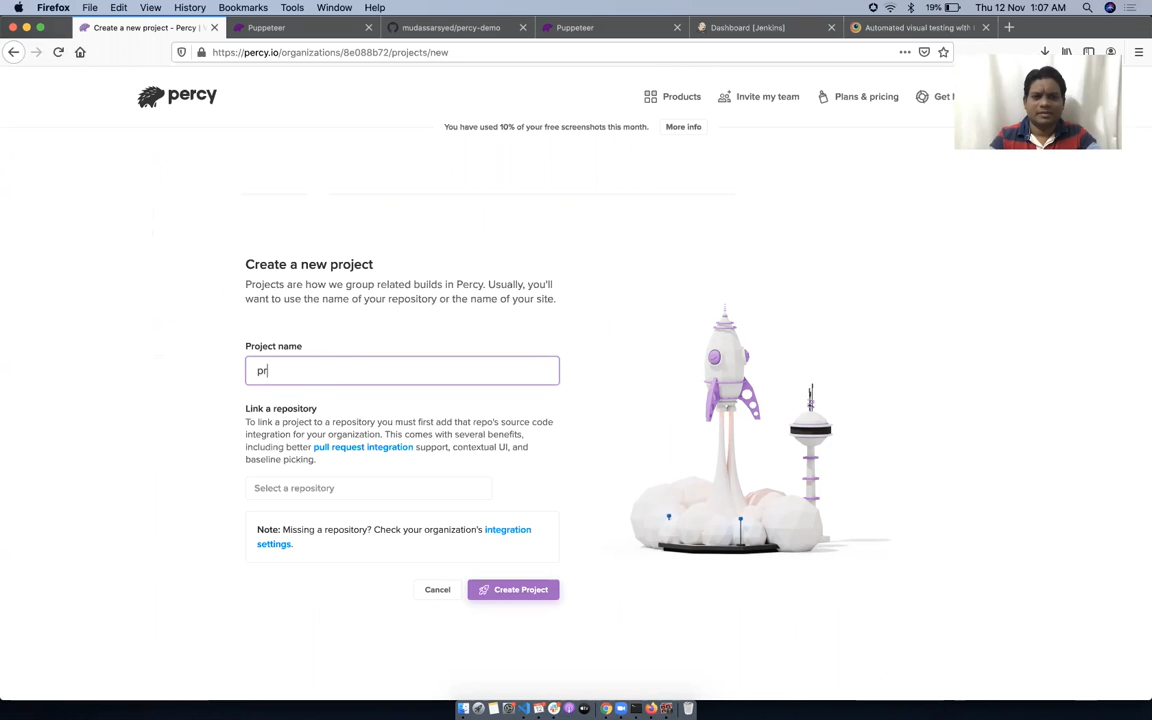 Firefox File Edit View History Bookmarks Tools Window Help 19% Thu 12 Nov 1:07 AM
Create a new project - Percy | V Puppeteer mudassarsyed/percy-demo Puppeteer Dashboard [Jenkins] Automated visual testing with
https://percy.io/organizations/8e088b72/projects/new
percy Products Invite my team Plans & pricing Get
You have used 10% of your free screenshots this month. More info
Create a new project
Projects are how we group related builds in Percy. Usually, you'll
want to use the name of your repository or the name of your site.
Project name
pr
Link a repository
To link a project to a repository you must first add that repo's source code
integration for your organization. This comes with several benefits,
including better pull request integration support, contextual UI, and
baseline picking.
Select a repository
Note: Missing a repository? Check your organization's integration
settings.
Cancel Create Project